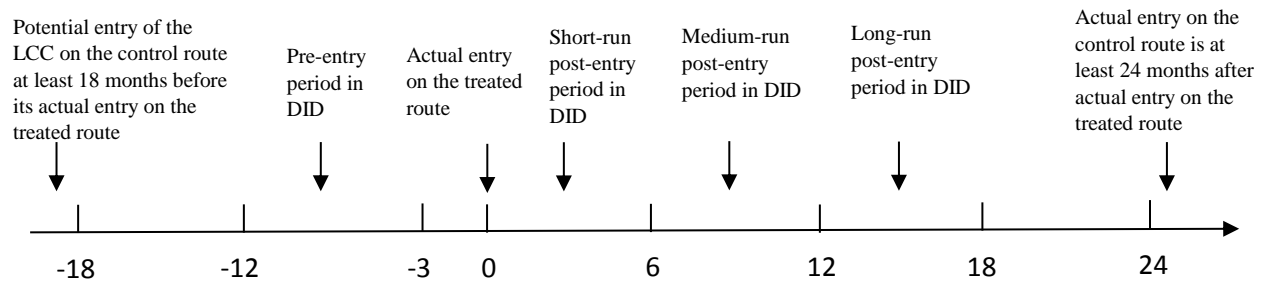 Potential entry of the
LCC on the control route
at least 18 months before
its actual entry on the
treated route
Pre-entry
period in
DID
Actual entry
on the treated
route
Short-run
post-entry
period in
DID
Medium-run
post-entry
period in DID
Long-run
post-entry
period in DID
Actual entry on the
control route is at
least 24 months after
actual entry on the
treated route
-18
-12
-3
0
6
12
18
24